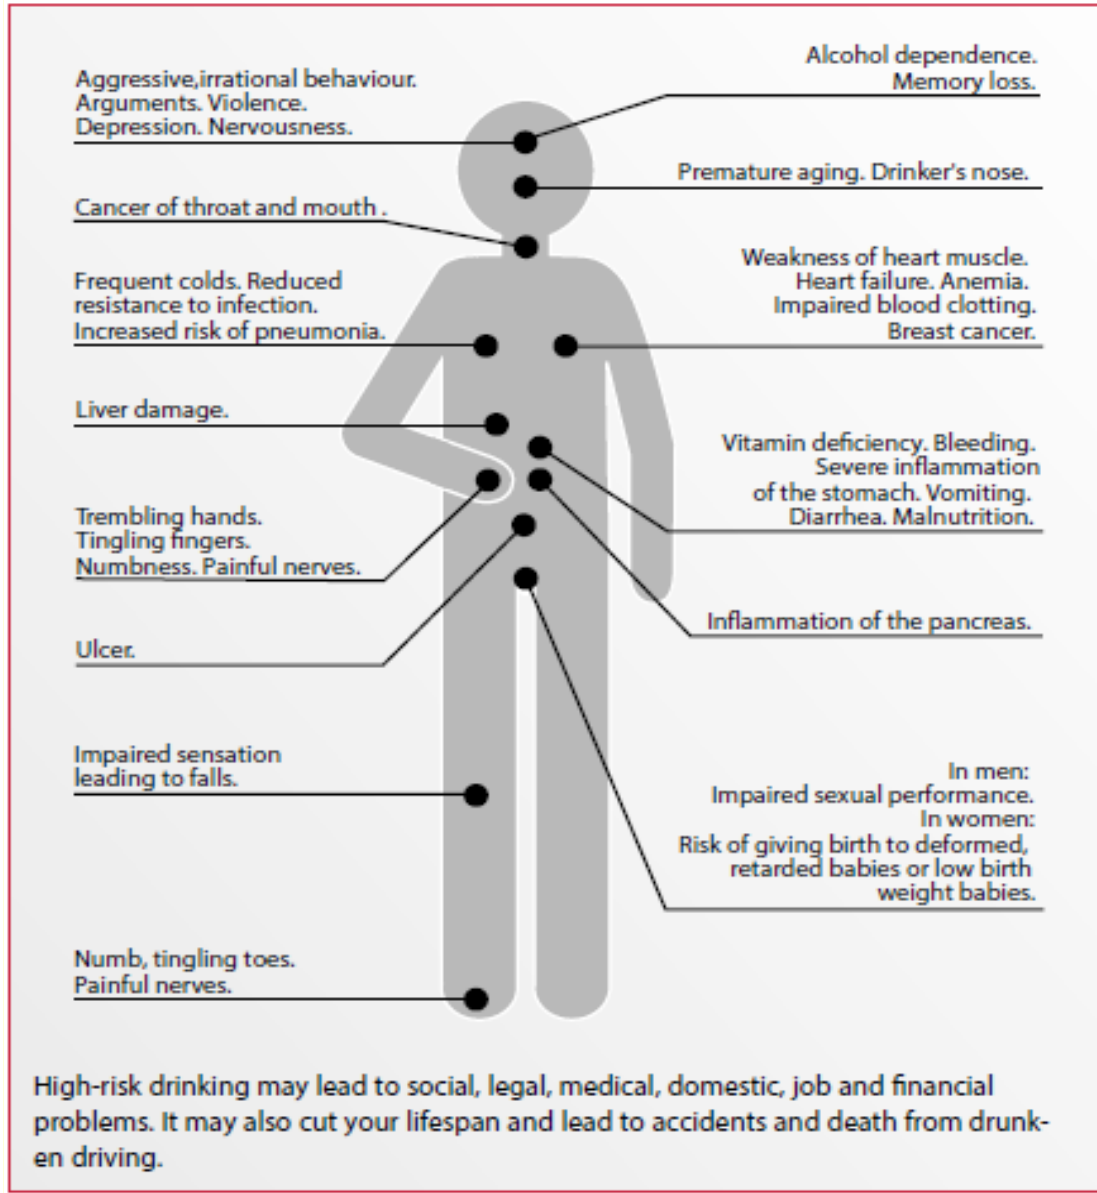 Alcohol dependence.
Memory loss.
Aggressive,irrational behaviour.
Arguments. Violence.
Depression. Nervousness.
Premature aging. Drinker's nose.
Cancer of throat and mouth .
Weakness of heart muscle.
Heart failure. Anemia.
Impaired blood clotting.
Breast cancer.
Frequent colds. Reduced
resistance to infection.
Increased risk of pneumonia.
Liver damage.
Vitamin deficiency. Bleeding.
Severe inflammation
of the stomach. Vomiting.
Diarrhea. Malnutrition.
Trembling hands.
Tingling fingers.
Numbness. Painful nerves.
Inflammation of the pancreas.
Ulcer.
Impaired sensation
leading to falls.
In men:
Impaired sexual performance.
In women:
Risk of giving birth to deformed,
retarded babies or low birth
weight babies.
Numb, tingling toes.
Painful nerves.
High-risk drinking may lead to social, legal, medical, domestic, job and financial
problems. It may also cut your lifespan and lead to accidents and death from drunk-
en driving.